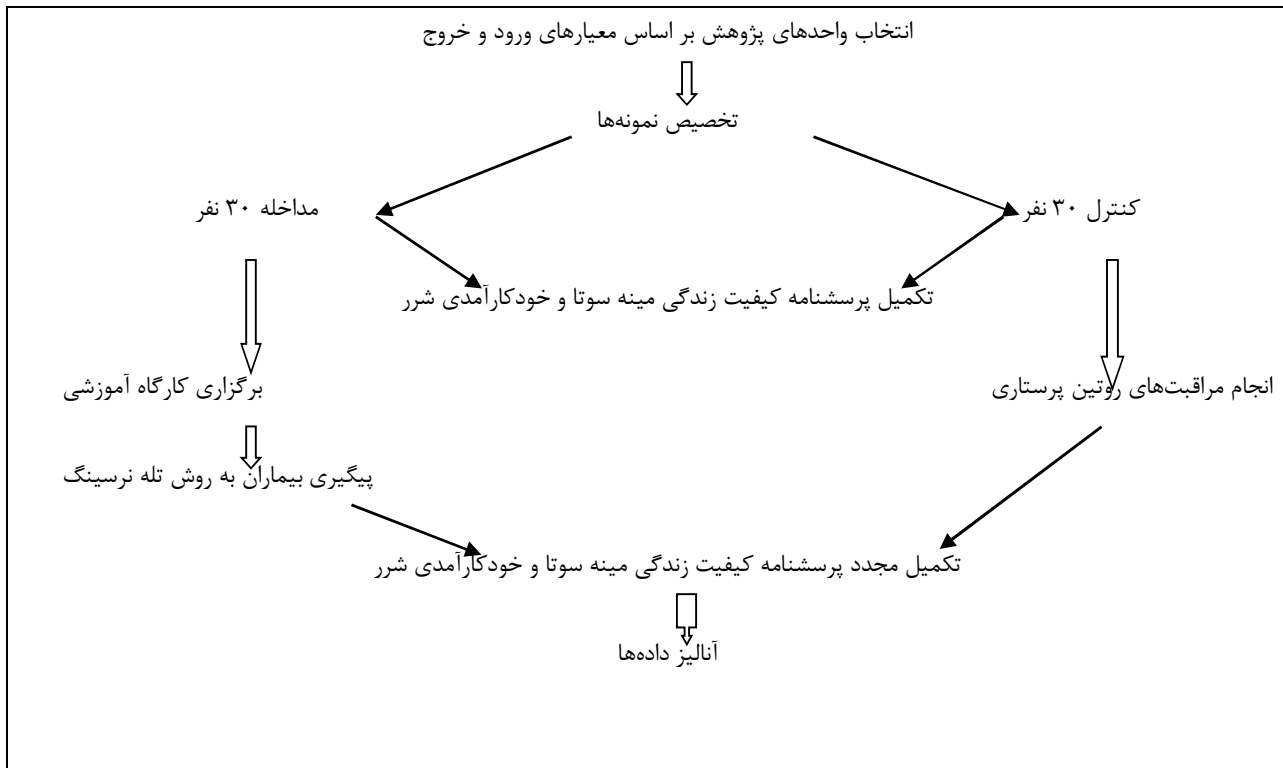 انتخاب واحدهای پژوهش بر اساس معیارهای ورود و خروج
تخصیص نمونه‌ها
کنترل ۳۰ نفر
مداخله ۳۰ نفر
تکمیل پرسشنامه کیفیت زندگی مینه سوتا و خودکارآمدی شرر
انجام مراقبت‌های روتین پرستاری
برگزاری کارگاه آموزشی
پیگیری بیماران به روش تله نرسینگ
تکمیل مجدد پرسشنامه کیفیت زندگی مینه سوتا و خودکارآمدی شرر
آنالیز داده‌ها